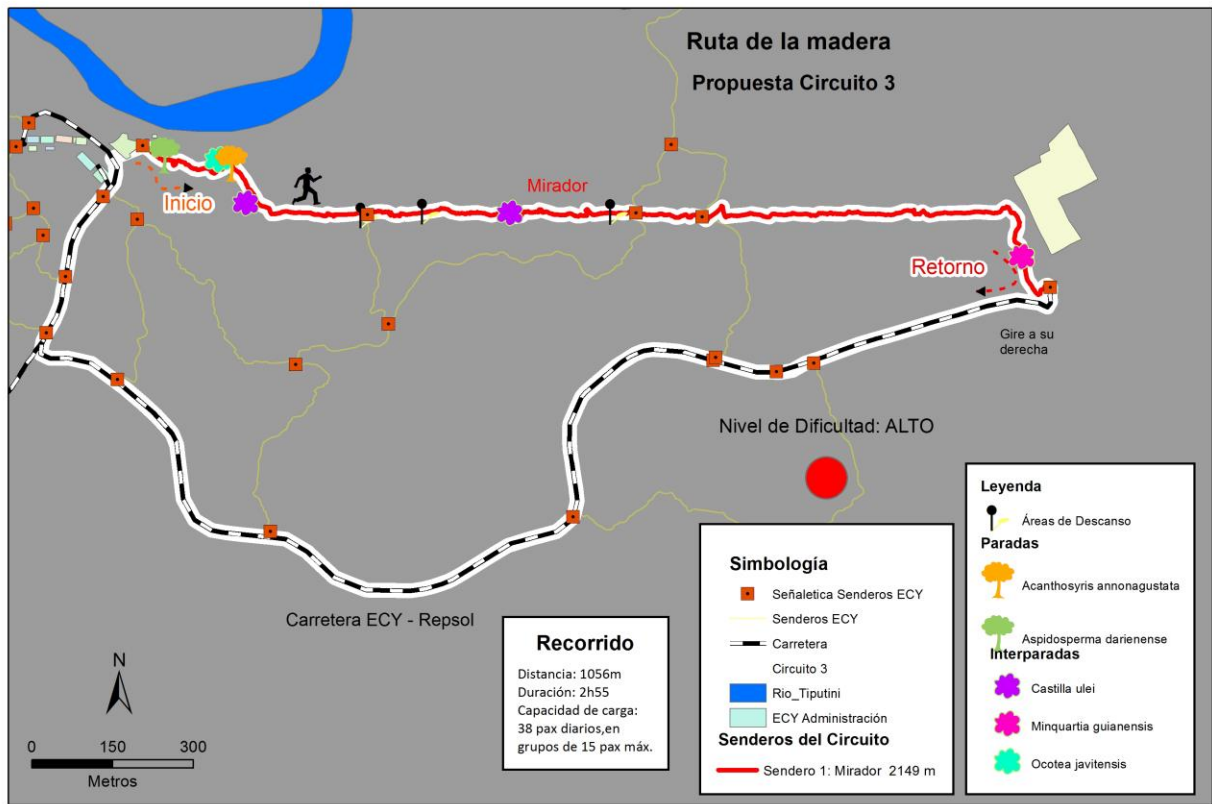 Ruta de la madera
Propuesta Circuito 3
Mirador
Inicio
Retorno
Gire a su
derecha
Nivel de Dificultad: ALTO
Carretera ECY - Repsol
N
0 150 300
Metros
Recorrido
Distancia: 1056m
Duración: 2h55
Capacidad de carga:
38 pax diarios,en
grupos de 15 pax máx.
Simbología
Señaletica Senderos ECY
Senderos ECY
Carretera
Circuito 3
Rio_Tiputini
ECY Administración
Senderos del Circuito
Sendero 1: Mirador 2149 m
Leyenda
Áreas de Descanso
Paradas
Acanthosyris annonagustata
Aspidosperma darienense
Interparadas
Castilla ulei
Minquartia guianensis
Ocotea javitensis